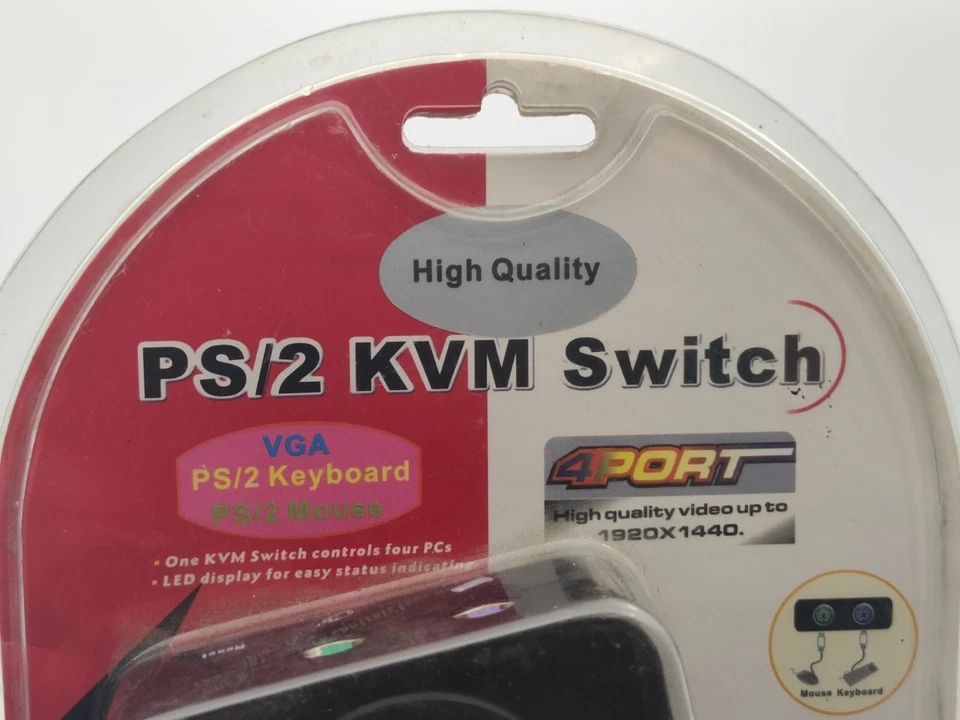 High Quality
PS/2 KVM Switch
VGA
PS/2 Keyboard
PS/2 Mouse
4PORT
High quality video up to
1920X1440.
• One KVM Switch controls four PCs
• LED display for easy status indicating
Reset
Mouse Keyboard